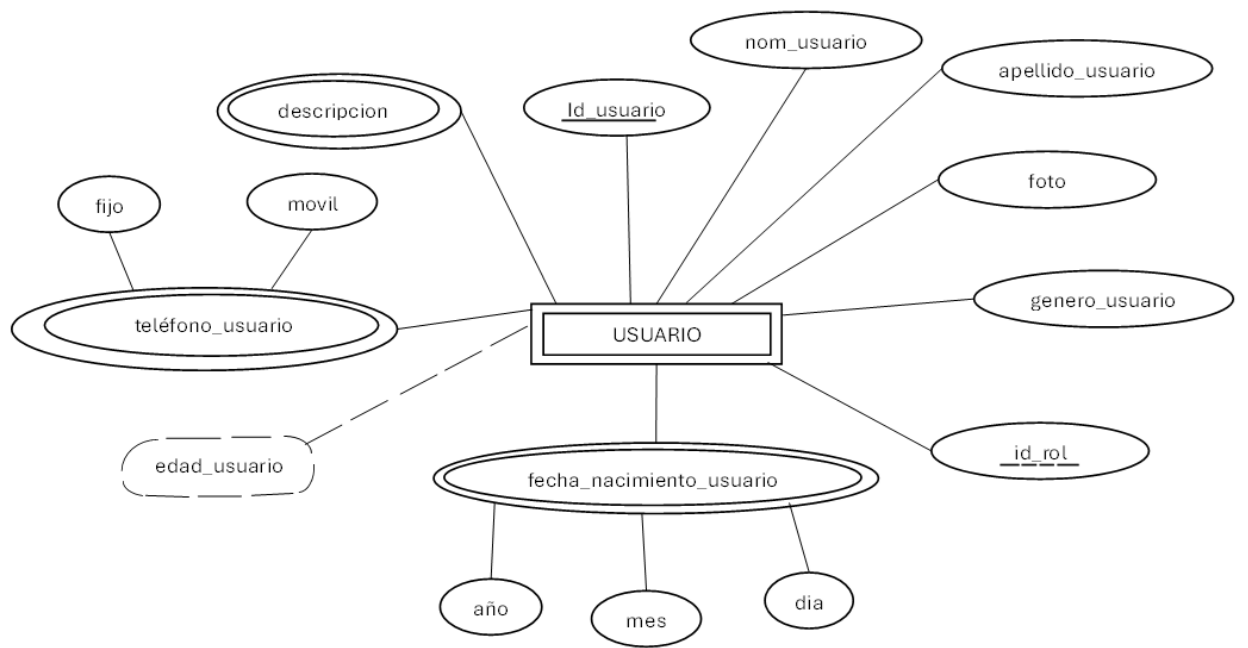 nom_usuario
apellido_usuario
descripcion
Id_usuario
foto
fijo
movil
teléfono_usuario
USUARIO
genero_usuario
edad_usuario
fecha_nacimiento_usuario
id_rol
año
mes
dia